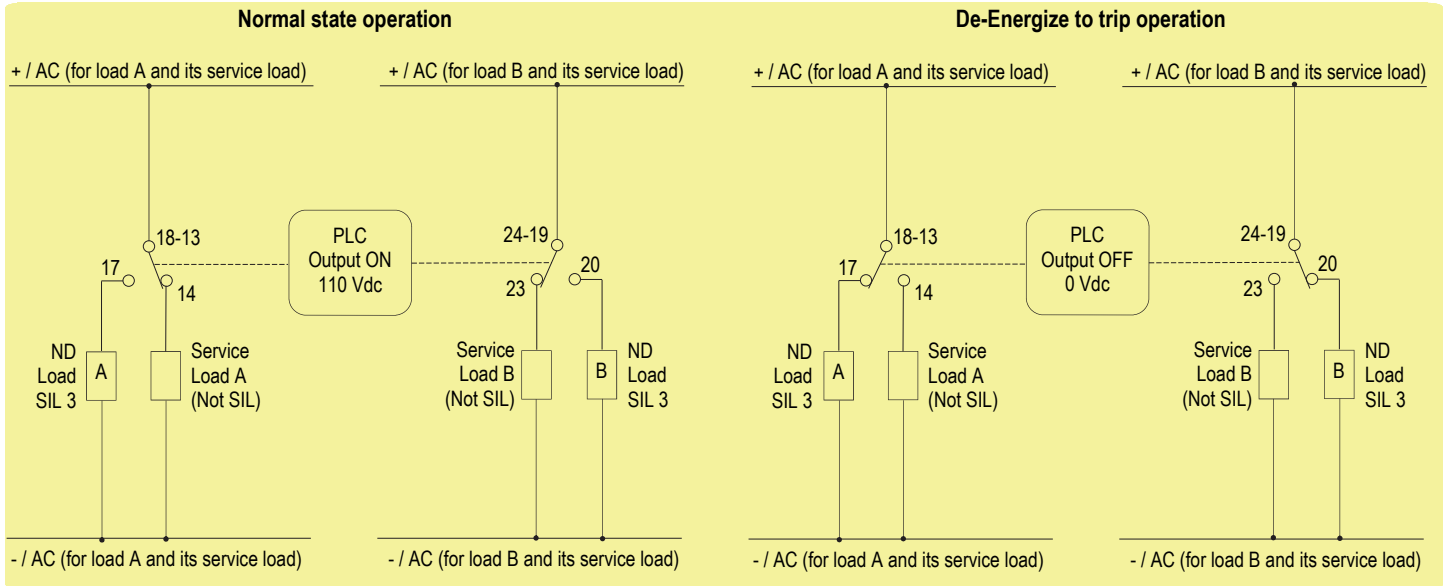 Normal state operation
+ / AC (for load A and its service load)
+ / AC (for load B and its service load)
18-13
17
14
PLC
Output ON
110 Vdc
24-19
23
20
ND
Load
SIL 3
A
Service
Load A
(Not SIL)
Service
Load B
(Not SIL)
B
ND
Load
SIL 3
- / AC (for load A and its service load)
- / AC (for load B and its service load)
De-Energize to trip operation
+ / AC (for load A and its service load)
+ / AC (for load B and its service load)
18-13
17
14
PLC
Output OFF
0 Vdc
24-19
23
20
ND
Load
SIL 3
A
Service
Load A
(Not SIL)
Service
Load B
(Not SIL)
B
ND
Load
SIL 3
- / AC (for load A and its service load)
- / AC (for load B and its service load)